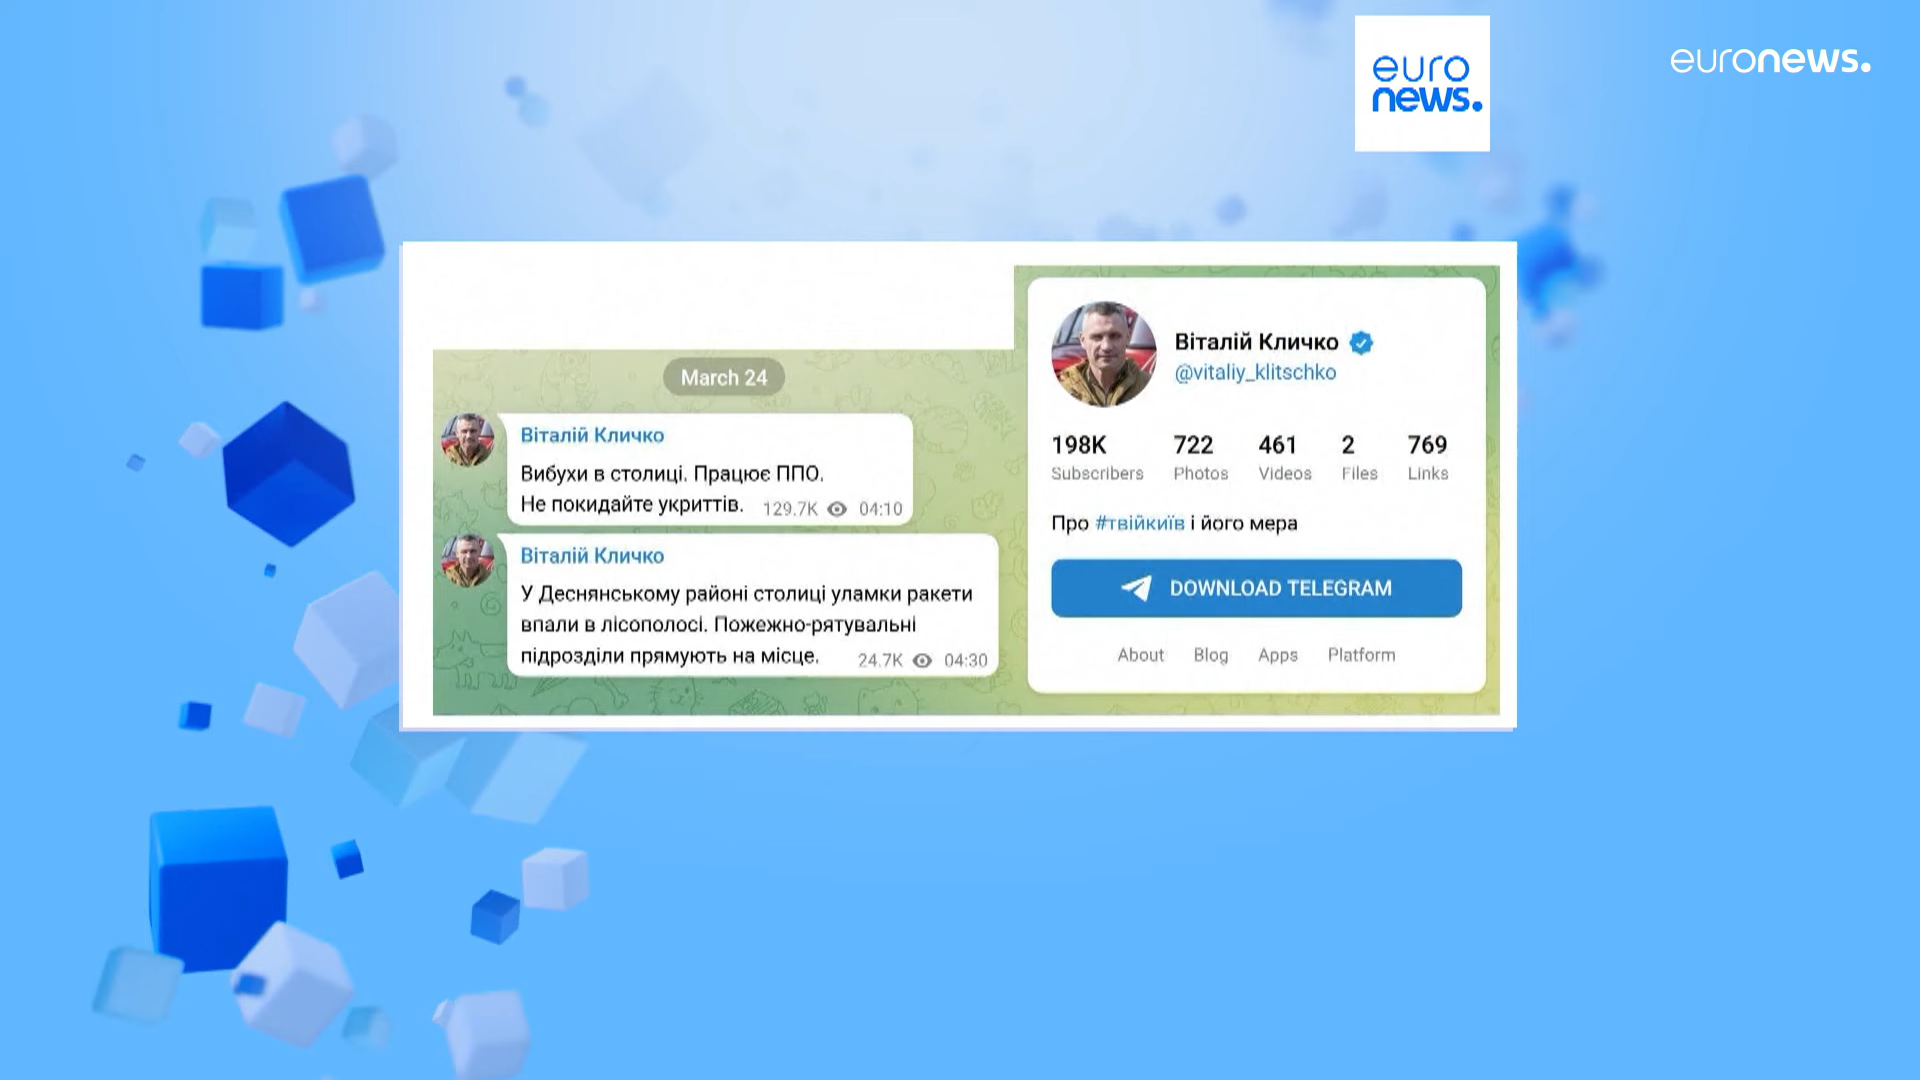 euro
news.
euronews.
March 24
Віталій Кличко
Вибухи в столиці. Працює ППО.
Не покидайте укриттів. 129.7K 04:10
Віталій Кличко
У Деснянському районі столиці уламки ракети
впали в лісополосі. Пожежно-рятувальні
підрозділи прямують на місце. 24.7K 04:30
Віталій Кличко
@vitaliy_klitschko
198K 722 461 2 769
Subscribers Photos Videos Files Links
Про #твійкиїв і його мера
DOWNLOAD TELEGRAM
About Blog Apps Platform